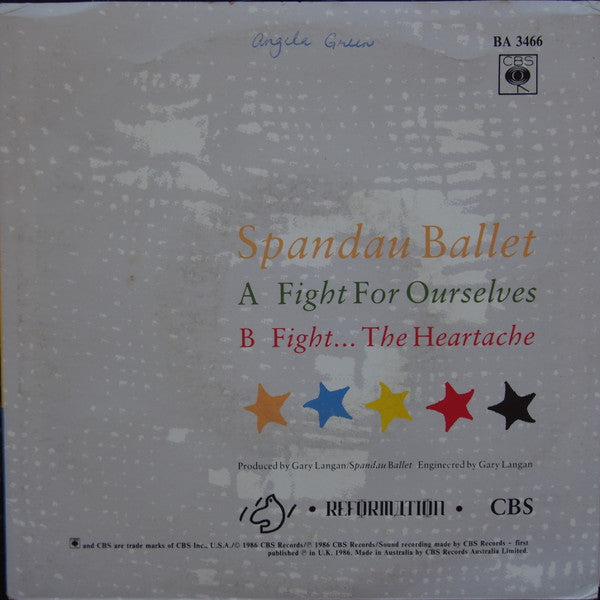 Angela Green
BA 3466
CBS
Spandau Ballet
A Fight For Ourselves
B Fight... The Heartache
Produced by Gary Langan/Spandau Ballet Engineered by Gary Langan
• REFORMATION • CBS
and CBS are trade marks of CBS Inc., U.S.A./© 1986 CBS Records/℗ 1986 CBS Records/Sound recording made by CBS Records - first
published ℗ in U.K. 1986. Made in Australia by CBS Records Australia Limited.